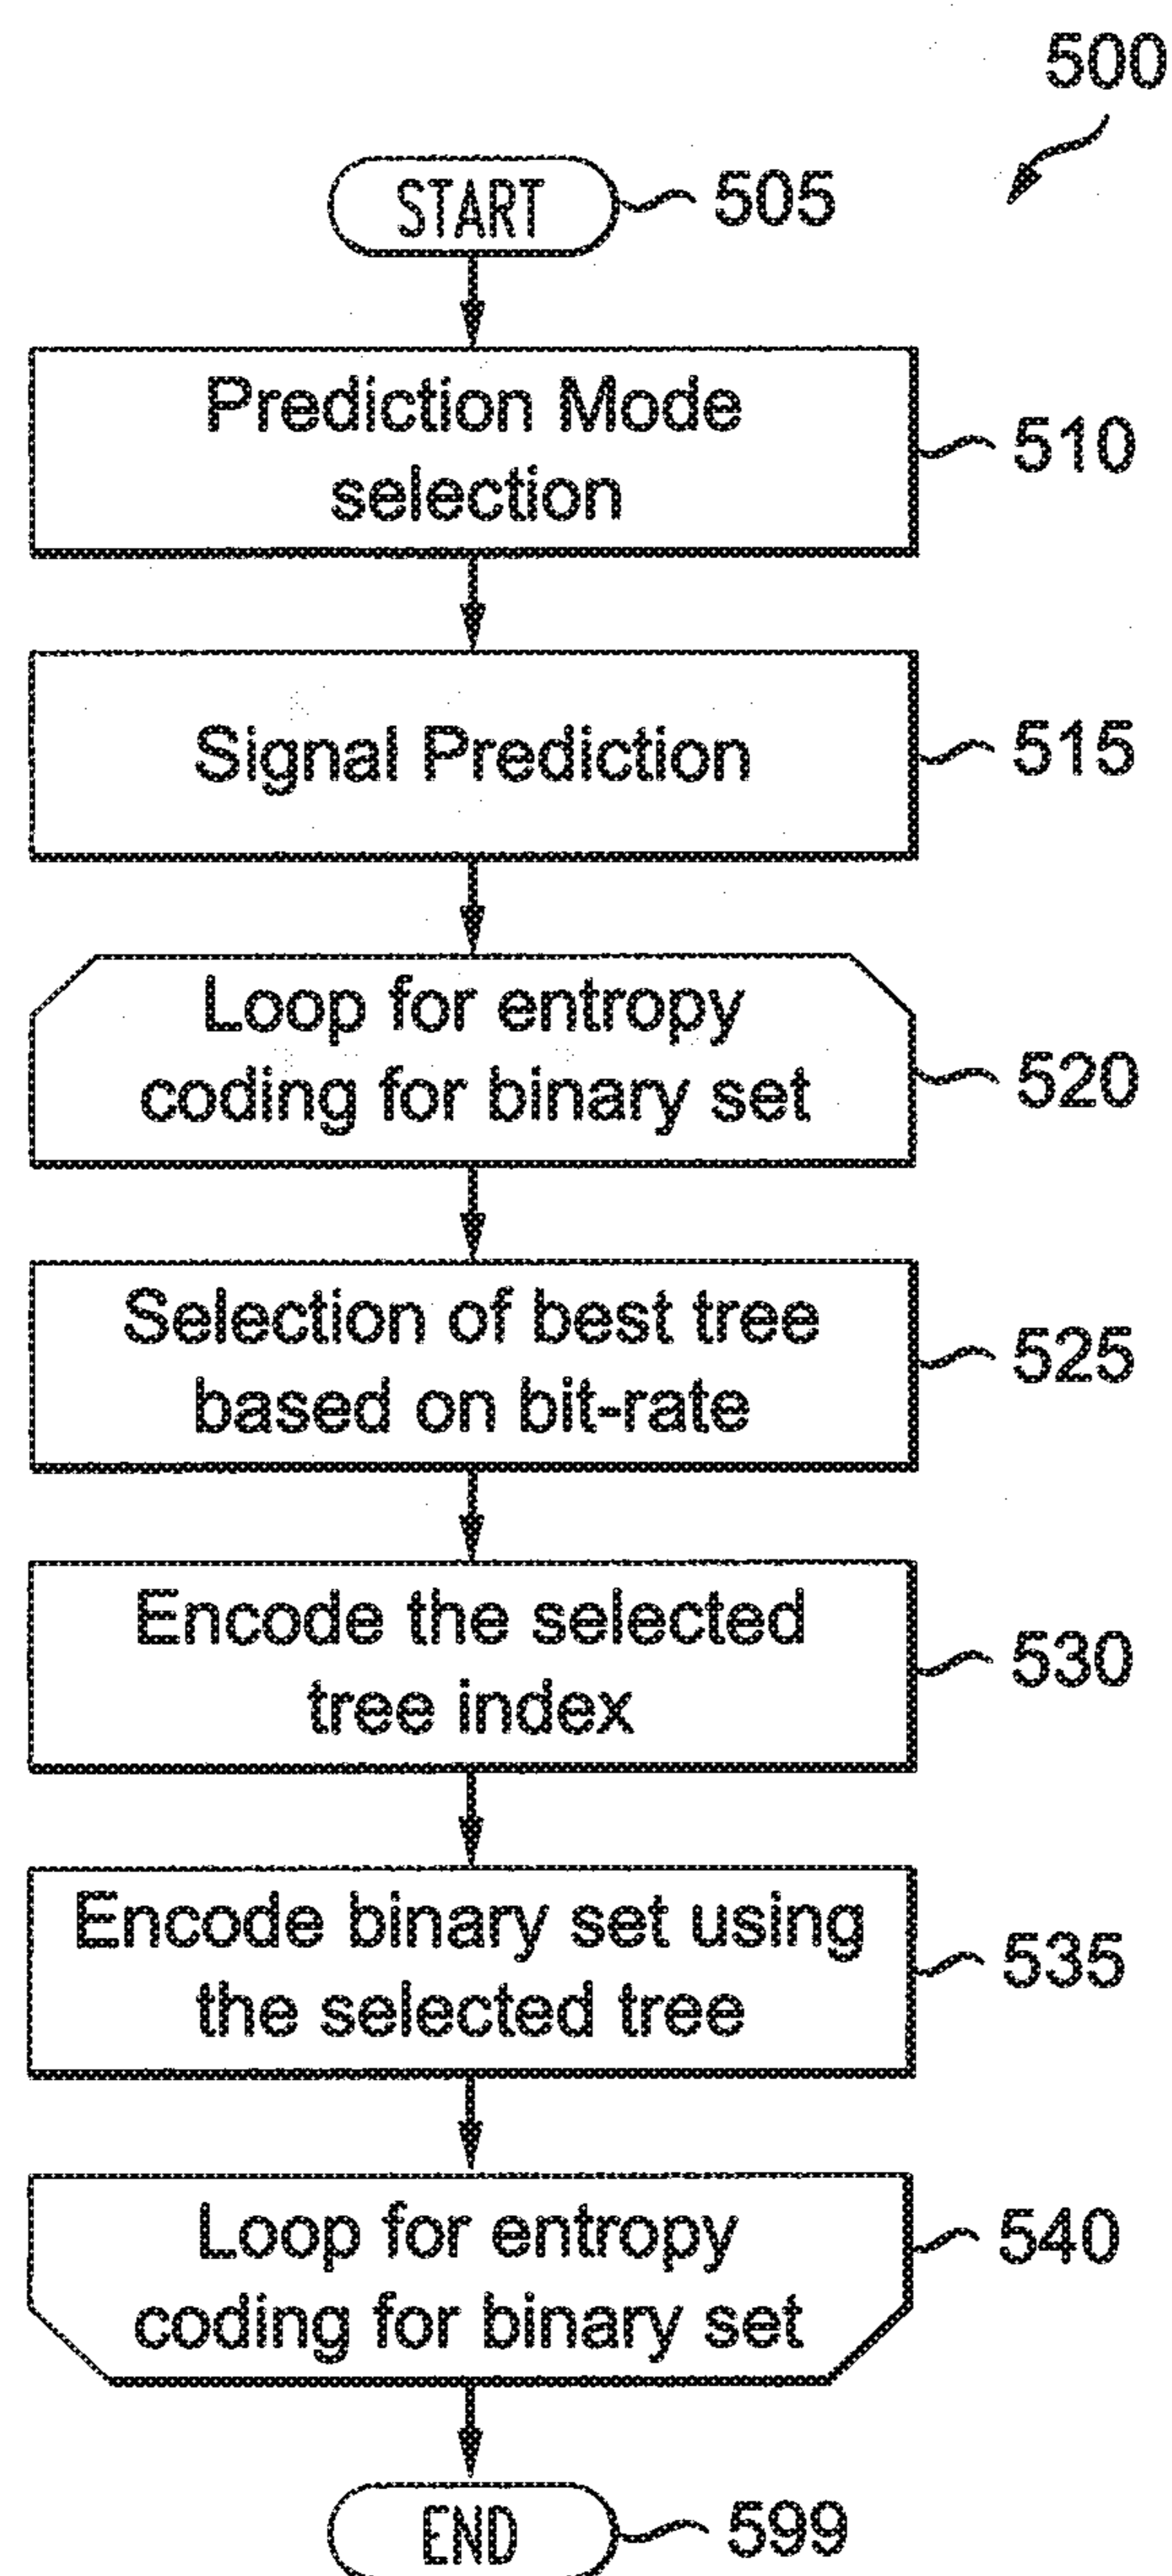 500
START
505
Prediction Mode
selection
510
Signal Prediction
515
Loop for entropy
coding for binary set
520
Selection of best tree
based on bit-rate
525
Encode the selected
tree index
530
Encode binary set using
the selected tree
535
Loop for entropy
coding for binary set
540
END
599